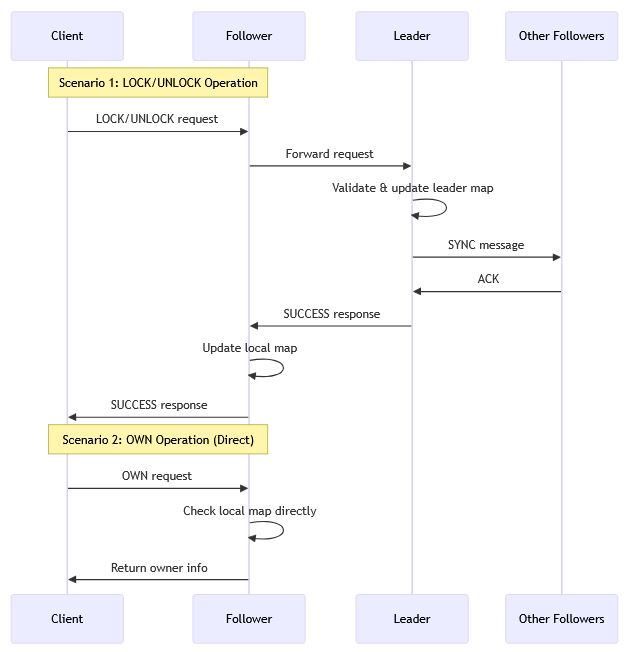 Client
Follower
Leader
Other Followers
Scenario 1: LOCK/UNLOCK Operation
LOCK/UNLOCK request
Forward request
Validate & update leader map
SYNC message
ACK
SUCCESS response
Update local map
SUCCESS response
Scenario 2: OWN Operation (Direct)
OWN request
Check local map directly
Return owner info
Client
Follower
Leader
Other Followers